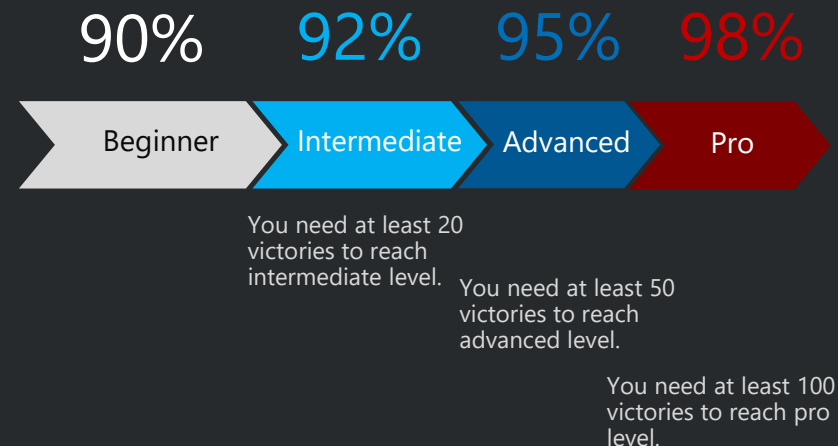 90% 92% 95% 98%
Beginner Intermediate Advanced Pro
You need at least 20
victories to reach
intermediate level.
You need at least 50
victories to reach
advanced level.
You need at least 100
victories to reach pro
level.